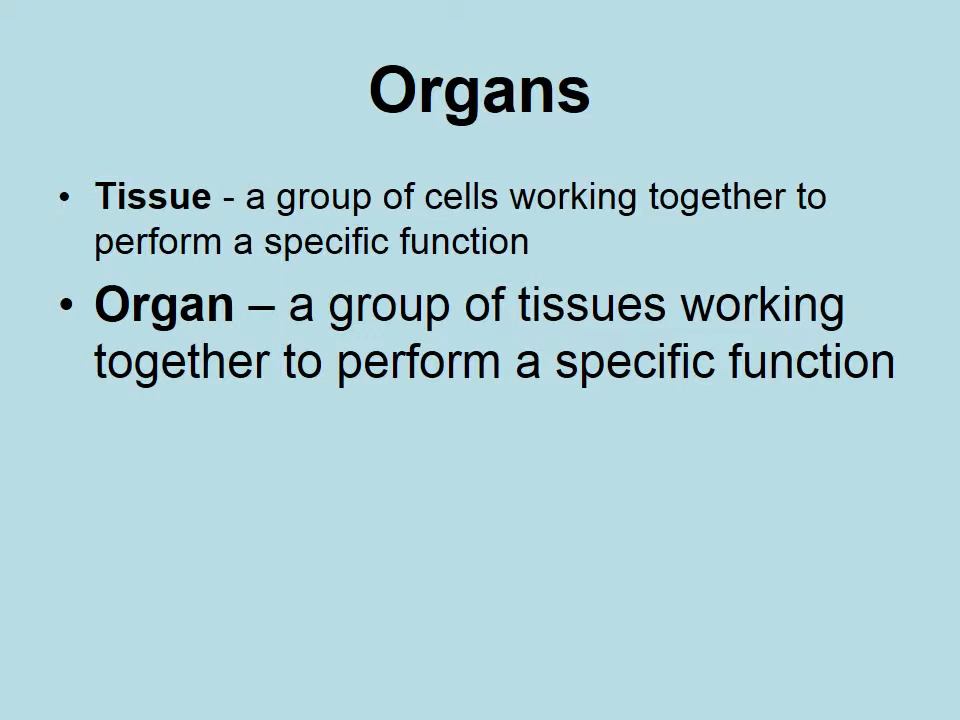 Organs
• Tissue - a group of cells working together to
perform a specific function
• Organ – a group of tissues working
together to perform a specific function